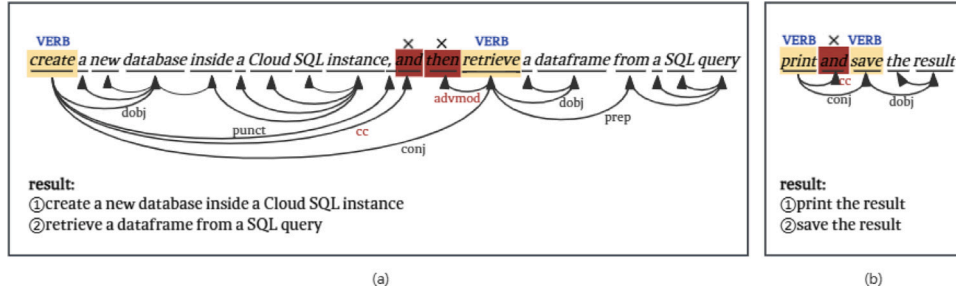 VERB
× ×
VERB
create a new database inside a Cloud SQL instance, and then retrieve a dataframe from a SQL query
advmod
dobj
dobj
punct
cc
prep
conj
result:
①create a new database inside a Cloud SQL instance
②retrieve a dataframe from a SQL query
(a)
VERB × VERB
print and save the result
cc
conj
dobj
result:
①print the result
②save the result
(b)